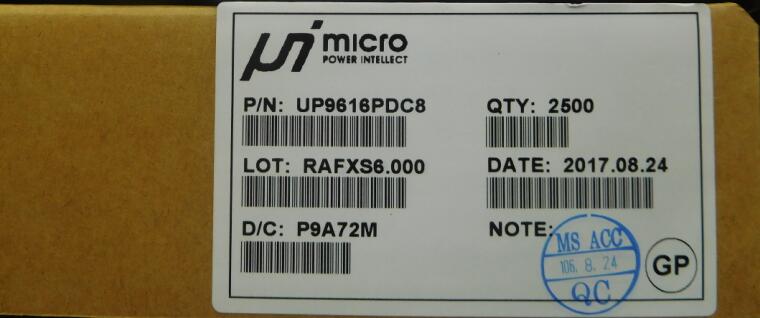 µPI
micro
POWER INTELLECT
P/N: UP9616PDC8
QTY: 2500
LOT: RAFXS6.000
DATE: 2017.08.24
D/C: P9A72M
NOTE:
MS ACC
106. 8. 24
QC
GP